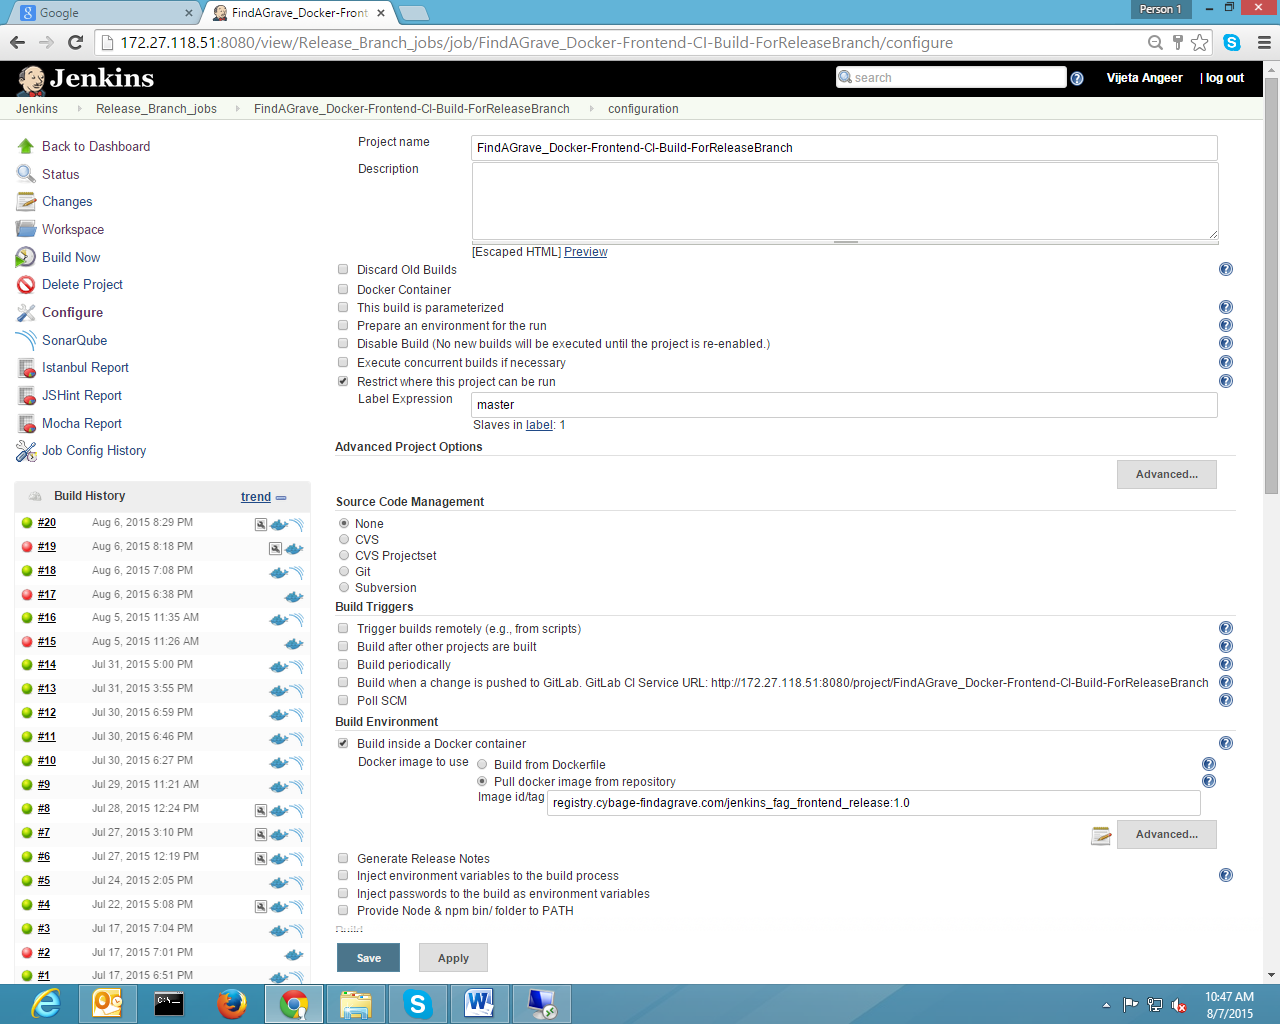 Google
FindAGrave_Docker-Front
Person 1
172.27.118.51:8080/view/Release_Branch_jobs/job/FindAGrave_Docker-Frontend-CI-Build-ForReleaseBranch/configure
Jenkins
search
Vijeta Angeer
| log out
Jenkins
Release_Branch_jobs
FindAGrave_Docker-Frontend-CI-Build-ForReleaseBranch
configuration
Back to Dashboard
Status
Changes
Workspace
Build Now
Delete Project
Configure
SonarQube
Istanbul Report
JSHint Report
Mocha Report
Job Config History
Build History
trend
#20 Aug 6, 2015 8:29 PM
#19 Aug 6, 2015 8:18 PM
#18 Aug 6, 2015 7:08 PM
#17 Aug 6, 2015 6:38 PM
#16 Aug 5, 2015 11:35 AM
#15 Aug 5, 2015 11:26 AM
#14 Jul 31, 2015 5:00 PM
#13 Jul 31, 2015 3:55 PM
#12 Jul 30, 2015 6:59 PM
#11 Jul 30, 2015 6:46 PM
#10 Jul 30, 2015 6:27 PM
#9 Jul 29, 2015 11:21 AM
#8 Jul 28, 2015 12:24 PM
#7 Jul 27, 2015 3:10 PM
#6 Jul 27, 2015 12:19 PM
#5 Jul 24, 2015 2:05 PM
#4 Jul 22, 2015 5:08 PM
#3 Jul 17, 2015 7:04 PM
#2 Jul 17, 2015 7:01 PM
#1 Jul 17, 2015 6:51 PM
Project name
FindAGrave_Docker-Frontend-CI-Build-ForReleaseBranch
Description
[Escaped HTML] Preview
Discard Old Builds
Docker Container
This build is parameterized
Prepare an environment for the run
Disable Build (No new builds will be executed until the project is re-enabled.)
Execute concurrent builds if necessary
Restrict where this project can be run
Label Expression
master
Slaves in label: 1
Advanced Project Options
Advanced...
Source Code Management
None
CVS
CVS Projectset
Git
Subversion
Build Triggers
Trigger builds remotely (e.g., from scripts)
Build after other projects are built
Build periodically
Build when a change is pushed to GitLab. GitLab CI Service URL: http://172.27.118.51:8080/project/FindAGrave_Docker-Frontend-CI-Build-ForReleaseBranch
Poll SCM
Build Environment
Build inside a Docker container
Docker image to use
Build from Dockerfile
Pull docker image from repository
Image id/tag
registry.cybage-findagrave.com/jenkins_fag_frontend_release:1.0
Advanced...
Generate Release Notes
Inject environment variables to the build process
Inject passwords to the build as environment variables
Provide Node & npm bin/ folder to PATH
Save
Apply
10:47 AM
8/7/2015